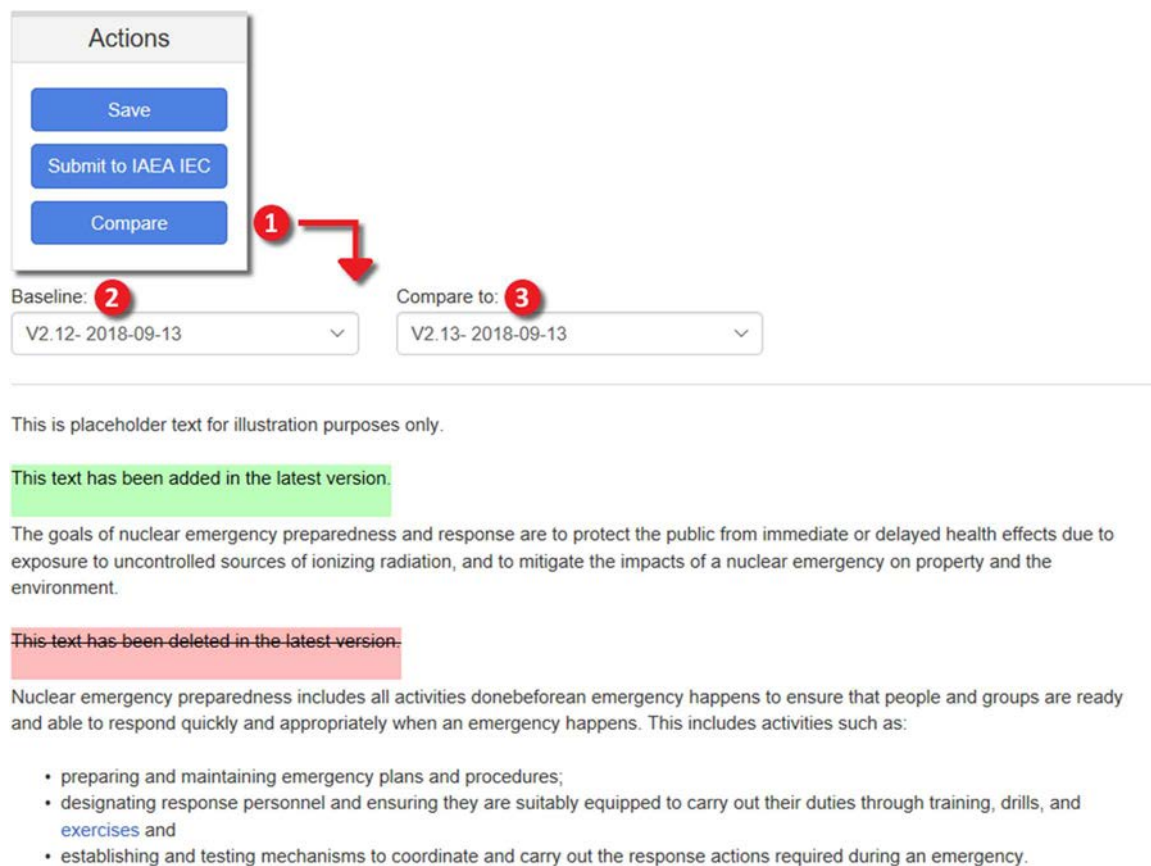 Actions
Save
Submit to IAEA IEC
Compare
1
Baseline: 2 Compare to: 3
V2.12- 2018-09-13 V2.13- 2018-09-13
This is placeholder text for illustration purposes only.
This text has been added in the latest version.
The goals of nuclear emergency preparedness and response are to protect the public from immediate or delayed health effects due to
exposure to uncontrolled sources of ionizing radiation, and to mitigate the impacts of a nuclear emergency on property and the
environment.
This text has been deleted in the latest version.
Nuclear emergency preparedness includes all activities donebeforean emergency happens to ensure that people and groups are ready
and able to respond quickly and appropriately when an emergency happens. This includes activities such as:
• preparing and maintaining emergency plans and procedures;
• designating response personnel and ensuring they are suitably equipped to carry out their duties through training, drills, and
exercises and
• establishing and testing mechanisms to coordinate and carry out the response actions required during an emergency.